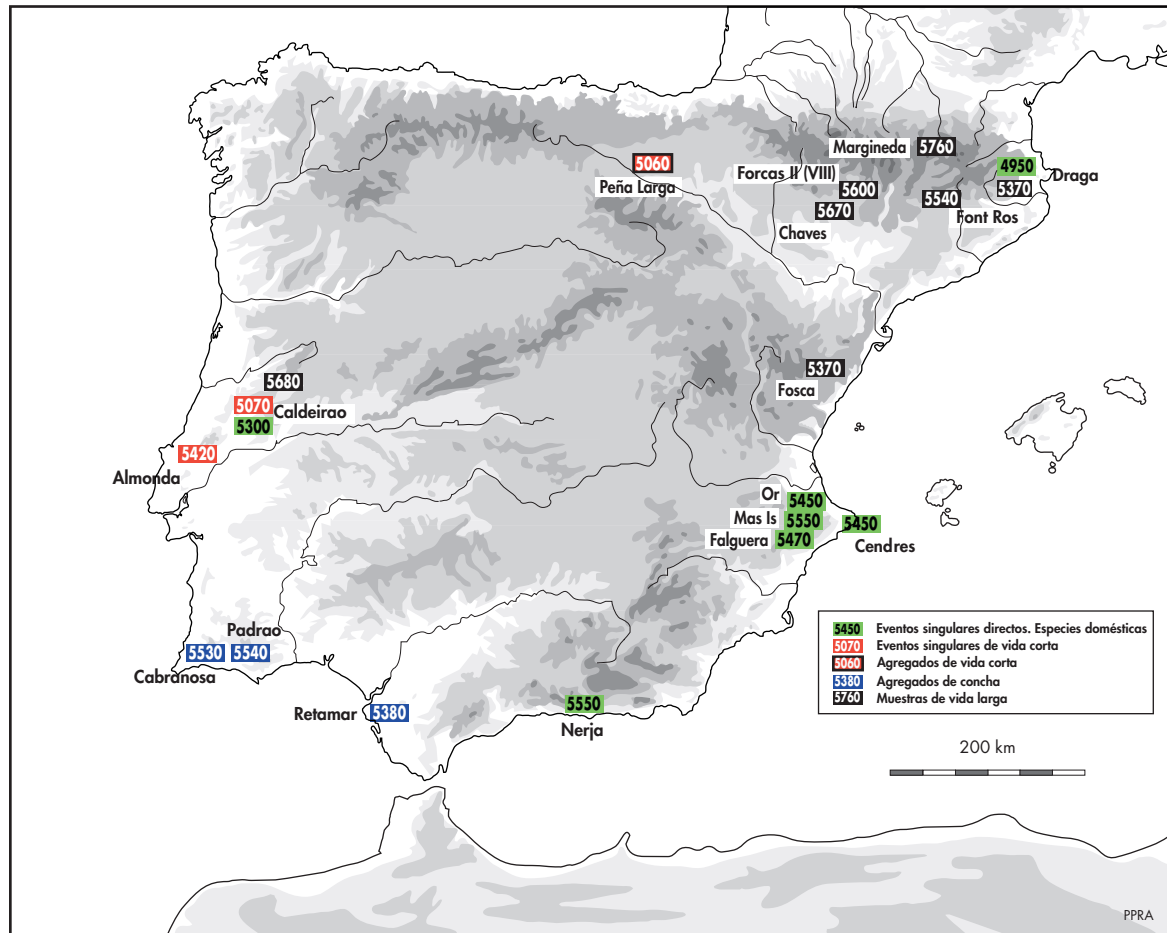 Margineda
5760
5060
Peña Larga
Forcas II (VIII)
5600
5670
Chaves
5540
Font Ros
4950
5370
Draga
5680
5070
Caldeirao
5300
5420
Almonda
5370
Fosca
Or
5450
Mas Is
5550
Falguera
5470
5450
Cendres
Padrao
5530
5540
Cabranosa
Retamar
5380
5550
Nerja
5450 Eventos singulares directos. Especies domésticas
5070 Eventos singulares de vida corta
5060 Agregados de vida corta
5380 Agregados de concha
5760 Muestras de vida larga
200 km
PPRA